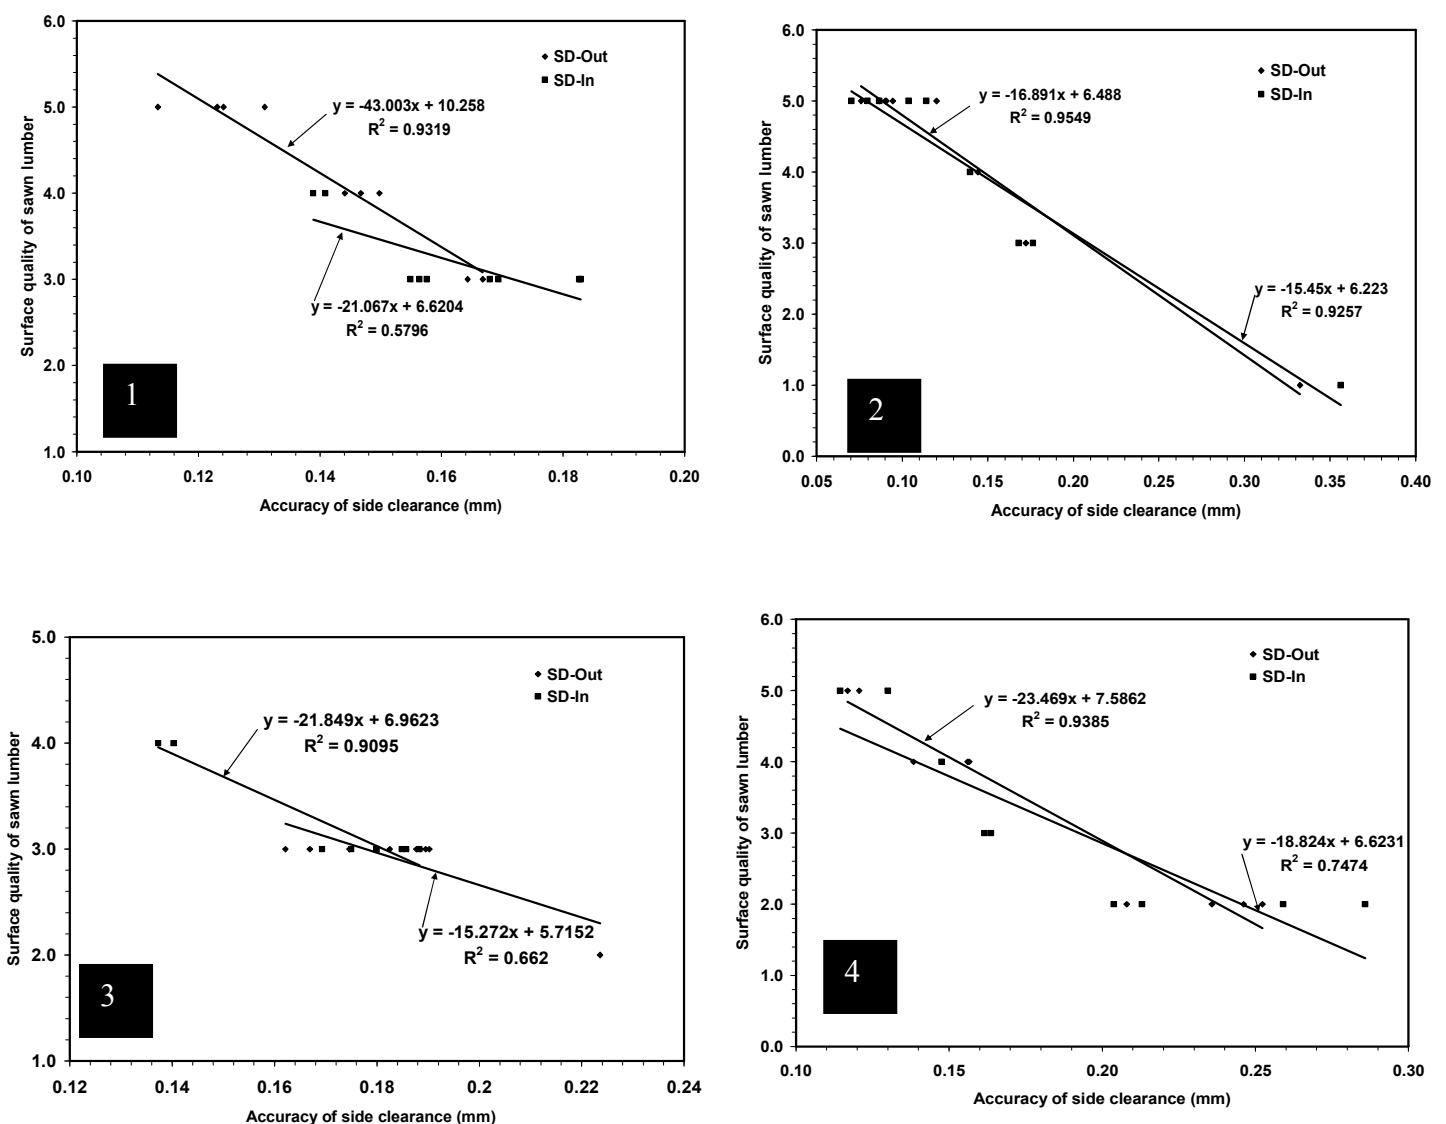 6.0
5.0
4.0
3.0
2.0
1.0
Surface quality of sawn lumber
SD-Out
SD-In
y = -43.003x + 10.258
R² = 0.9319
y = -21.067x + 6.6204
R² = 0.5796
1
0.10
0.12
0.14
0.16
0.18
0.20
Accuracy of side clearance (mm)
6.0
5.0
4.0
3.0
2.0
1.0
0.0
Surface quality of sawn lumber
SD-Out
SD-In
y = -16.891x + 6.488
R² = 0.9549
y = -15.45x + 6.223
R² = 0.9257
2
0.05
0.10
0.15
0.20
0.25
0.30
0.35
0.40
Accuracy of side clearance (mm)
5.0
4.0
3.0
2.0
1.0
Surface quality of sawn lumber
SD-Out
SD-In
y = -21.849x + 6.9623
R² = 0.9095
y = -15.272x + 5.7152
R² = 0.662
3
0.12
0.14
0.16
0.18
0.2
0.22
0.24
Accuracy of side clearance (mm)
6.0
5.0
4.0
3.0
2.0
1.0
0.0
Surface quality of sawn lumber
SD-Out
SD-In
y = -23.469x + 7.5862
R² = 0.9385
y = -18.824x + 6.6231
R² = 0.7474
4
0.10
0.15
0.20
0.25
0.30
Accuracy of side clearance (mm)